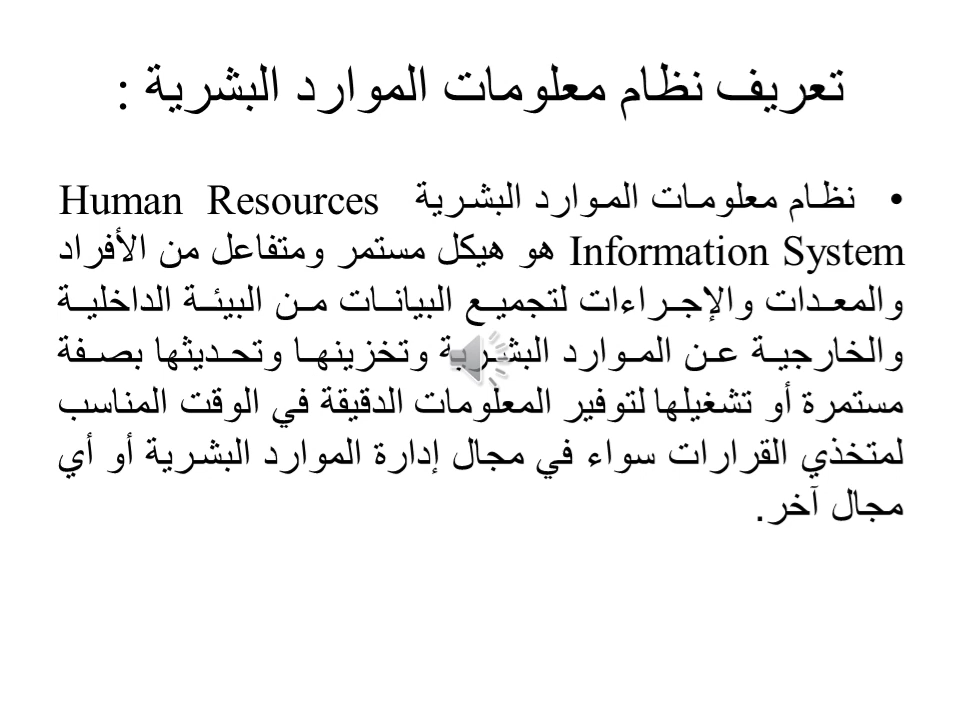 تعريف نظام معلومات الموارد البشرية :
• نظام معلومات الموارد البشرية Human Resources
Information System هو هيكل مستمر ومتفاعل من الأفراد
والمعدات والإجراءات لتجميع البيانات من البيئة الداخلية
والخارجية عن الموارد البشرية وتخزينها وتحديثها بصفة
مستمرة أو تشغيلها لتوفير المعلومات الدقيقة في الوقت المناسب
لمتخذي القرارات سواء في مجال إدارة الموارد البشرية أو أي
مجال آخر.